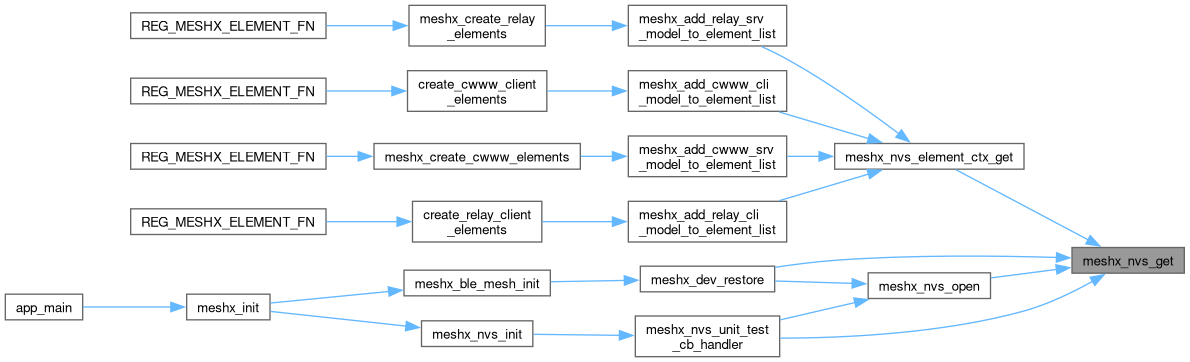 REG_MESHX_ELEMENT_FN
meshx_create_relay
_elements
meshx_add_relay_srv
_model_to_element_list
REG_MESHX_ELEMENT_FN
create_cwww_client
_elements
meshx_add_cwww_cli
_model_to_element_list
REG_MESHX_ELEMENT_FN
meshx_create_cwww_elements
meshx_add_cwww_srv
_model_to_element_list
meshx_nvs_element_ctx_get
REG_MESHX_ELEMENT_FN
create_relay_client
_elements
meshx_add_relay_cli
_model_to_element_list
meshx_nvs_get
app_main
meshx_init
meshx_ble_mesh_init
meshx_dev_restore
meshx_nvs_open
meshx_nvs_init
meshx_nvs_unit_test
_cb_handler